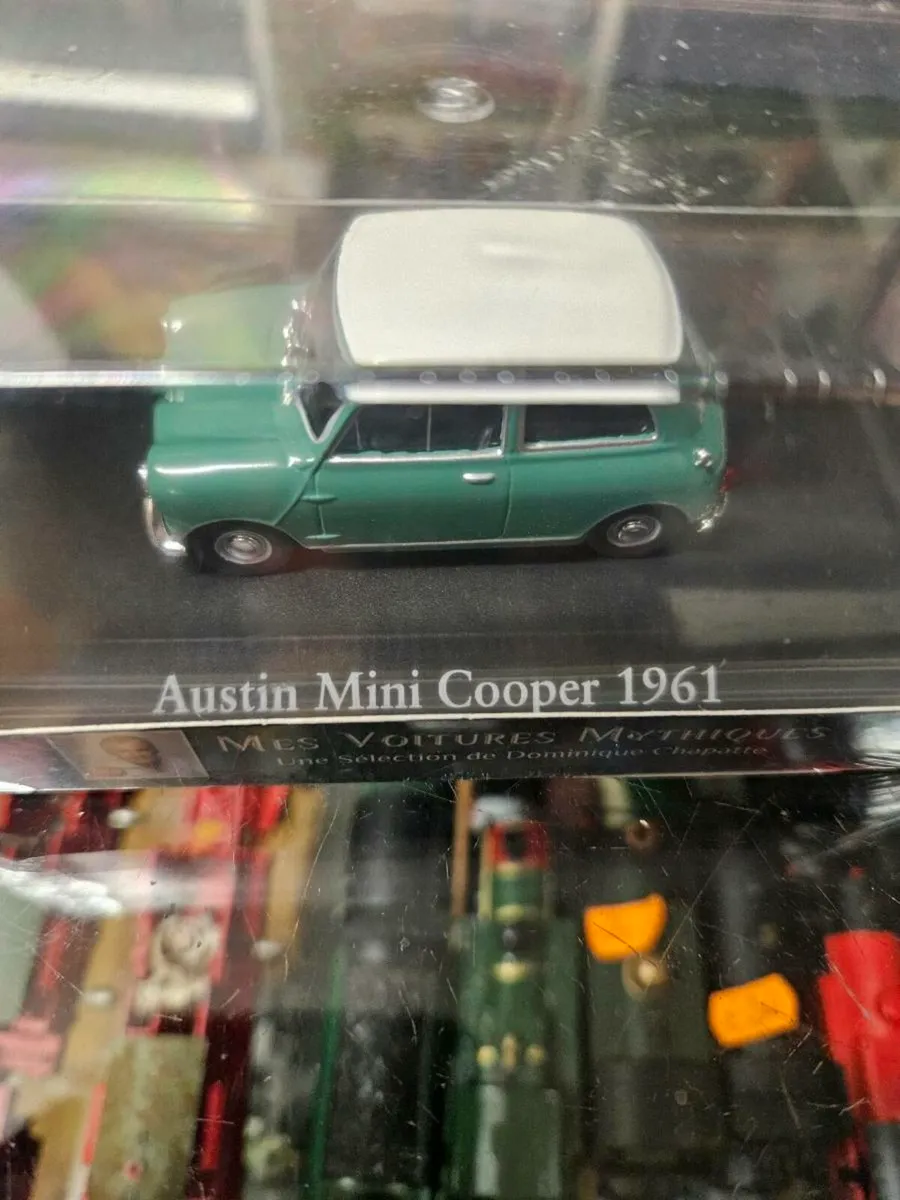 Austin Mini Cooper 1961
MES VOITURES MYTHIQUES
Une Sélection de Dominique Chapatte